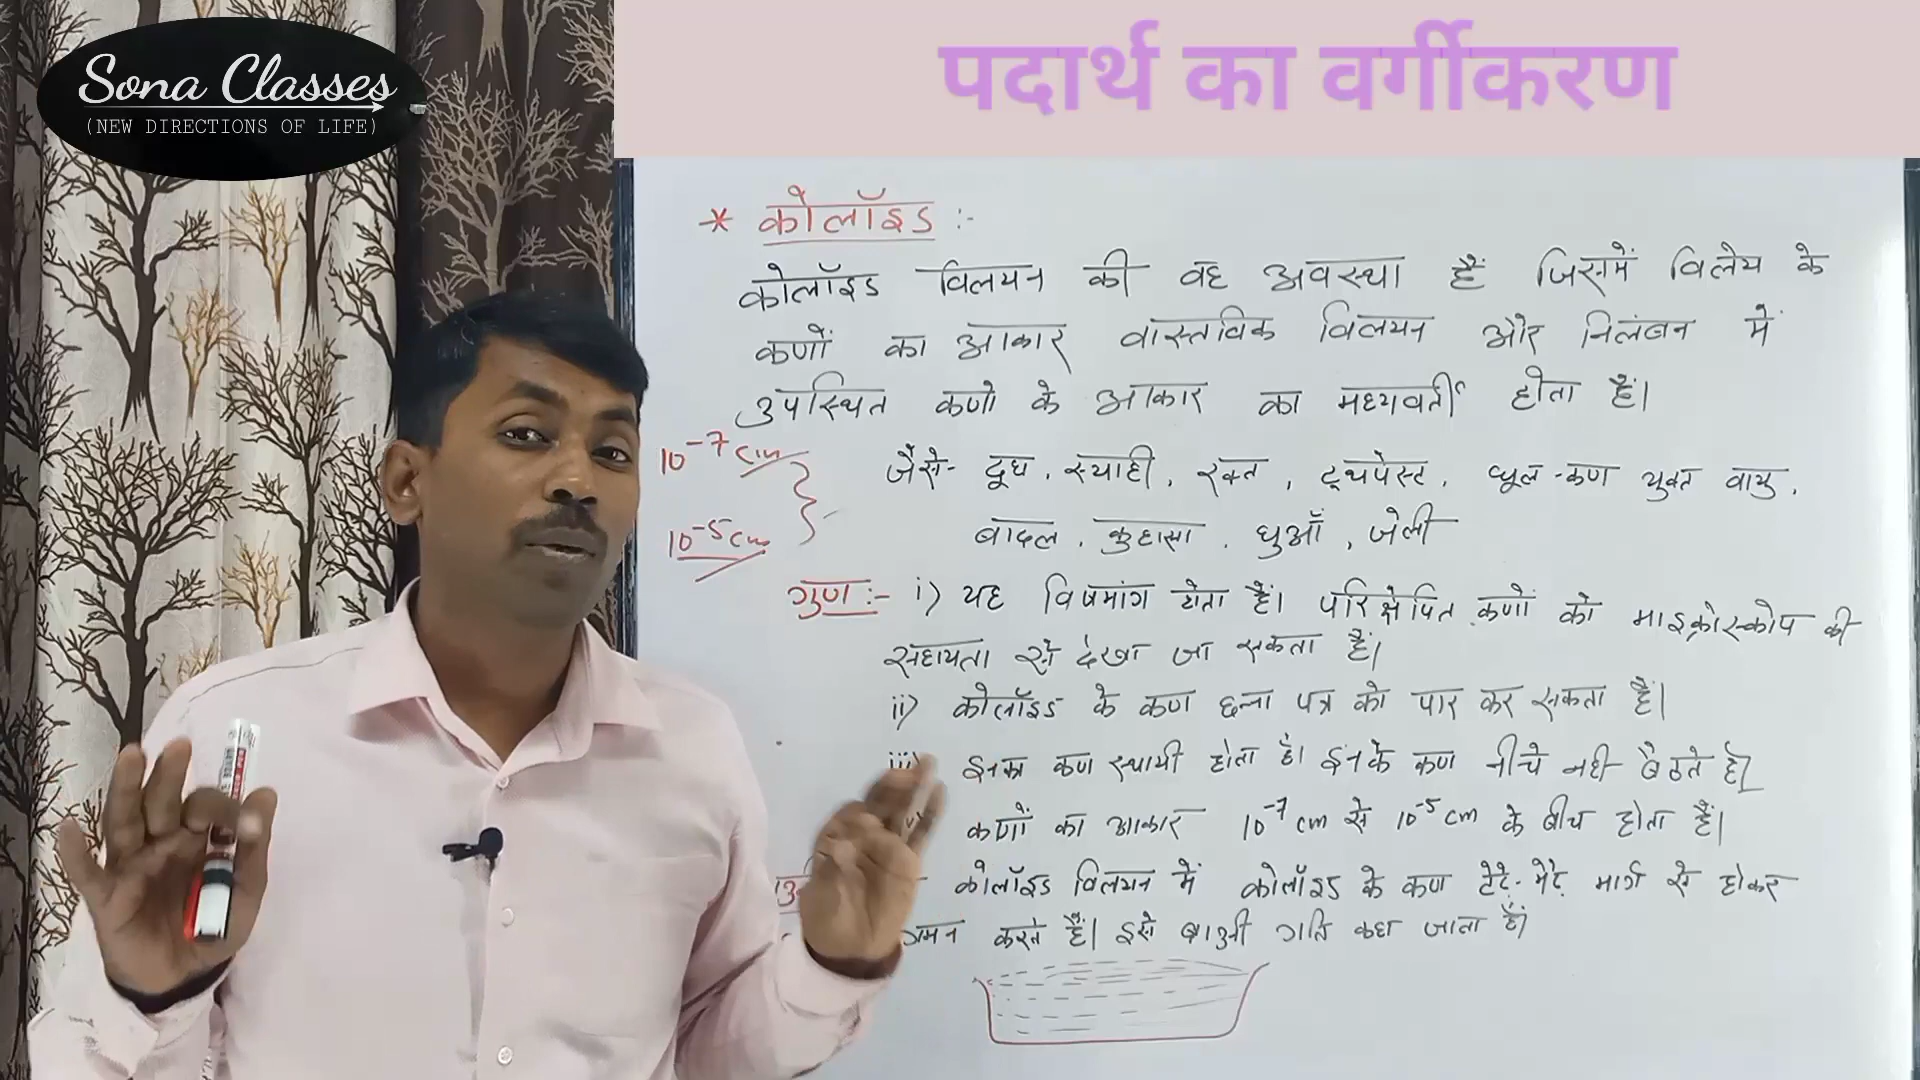 Sona Classes
(NEW DIRECTIONS OF LIFE)
पदार्थ का वर्गीकरण
* कोलॉइड :-
कोलॉइड विलयन की वह अवस्था हैं जिसमें विलेय के
कणों का आकार वास्तविक विलयन और निलंबन में
उपस्थित कणो के आकार का मध्यवर्ती होता हैं।
10⁻⁷ cm
जैसे- दूध, स्याही, रक्त, टूथपेस्ट, धूल-कण युक्त वायु,
10⁻⁵ cm
बादल, कुहासा, धुआँ, जेली
गुण :- i) यह विषमांग होता हैं। परिक्षेपित कणों को माइक्रोस्कोप की
सहायता से देखा जा सकता हैं।
ii) कोलॉइड के कण छन्ना पत्र को पार कर सकता हैं।
iii) इनका कण स्थायी होता है। इनके कण नीचे नही बैठते है।
कणों का आकार 10⁻⁷ cm से 10⁻⁵ cm के बीच होता हैं।
कोलॉइड विलयन में कोलॉइड के कण टेढ़े-मेढ़े मार्ग से होकर
गमन करते हैं। इसे ब्राउनी गति कहा जाता हैं।